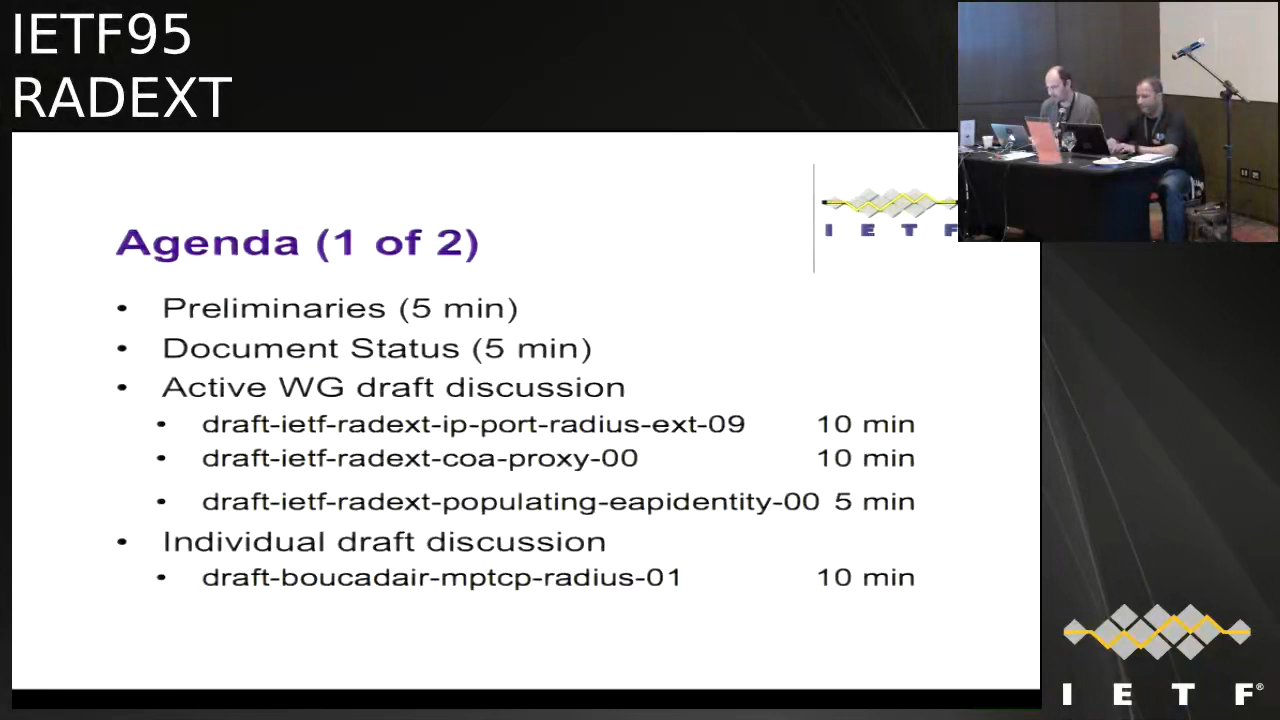 IETF95
RADEXT
I E T F
Agenda (1 of 2)
• Preliminaries (5 min)
• Document Status (5 min)
• Active WG draft discussion
• draft-ietf-radext-ip-port-radius-ext-09 10 min
• draft-ietf-radext-coa-proxy-00 10 min
• draft-ietf-radext-populating-eapidentity-00 5 min
• Individual draft discussion
• draft-boucadair-mptcp-radius-01 10 min
I E T F®